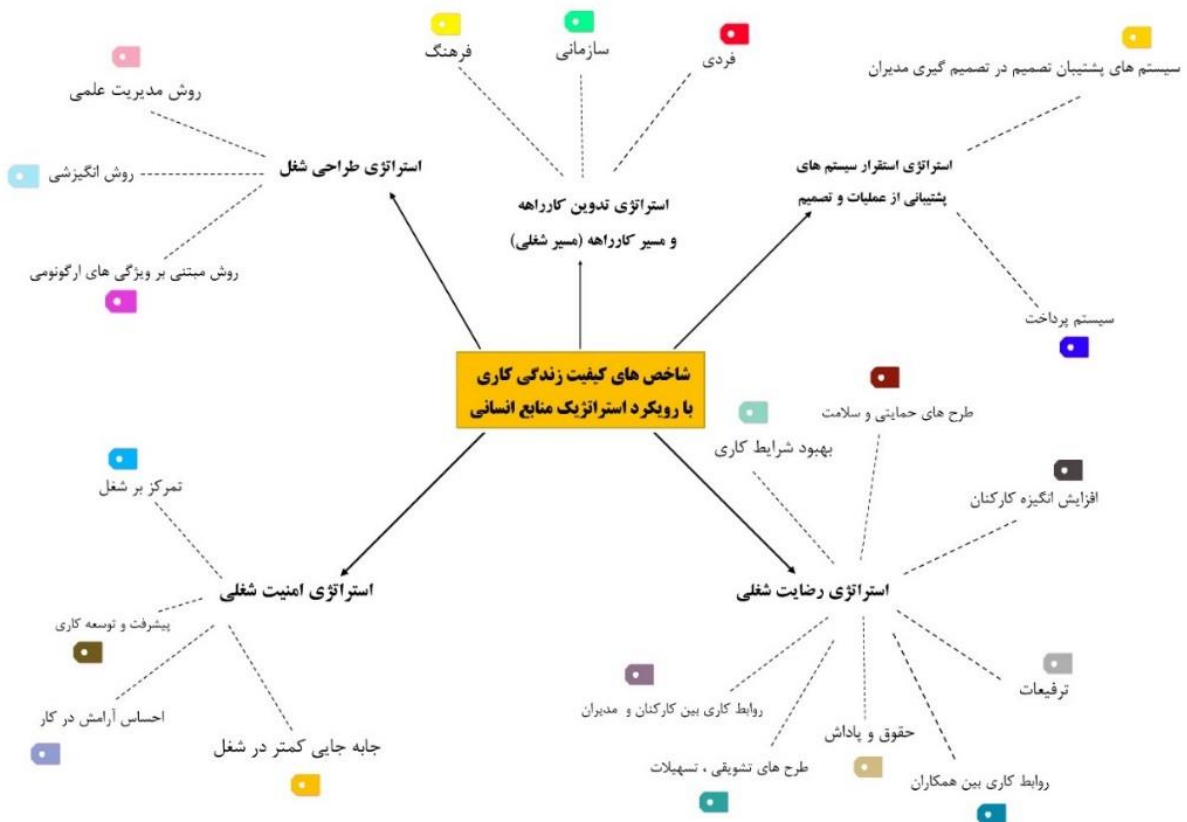 فرهنگ
سازمانی
فردی
سیستم های پشتیبان تصمیم در تصمیم گیری مدیران
روش مدیریت علمی
روش انگیزشی
استراتژی طراحی شغل
روش مبتنی بر ویژگی های ارگونومی
استراتژی تدوین کارراهه
و مسیر کارراهه (مسیر شغلی)
استراتژی استقرار سیستم های
پشتیبانی از عملیات و تصمیم
سیستم پرداخت
شاخص های کیفیت زندگی کاری
با رویکرد استراتژیک منابع انسانی
طرح های حمایتی و سلامت
بهبود شرایط کاری
افزایش انگیزه کارکنان
تمرکز بر شغل
استراتژی رضایت شغلی
استراتژی امنیت شغلی
پیشرفت و توسعه کاری
احساس آرامش در کار
جابه جایی کمتر در شغل
ترفیعات
روابط کاری بین کارکنان و مدیران
حقوق و پاداش
طرح های تشویقی ، تسهیلات
روابط کاری بین همکاران